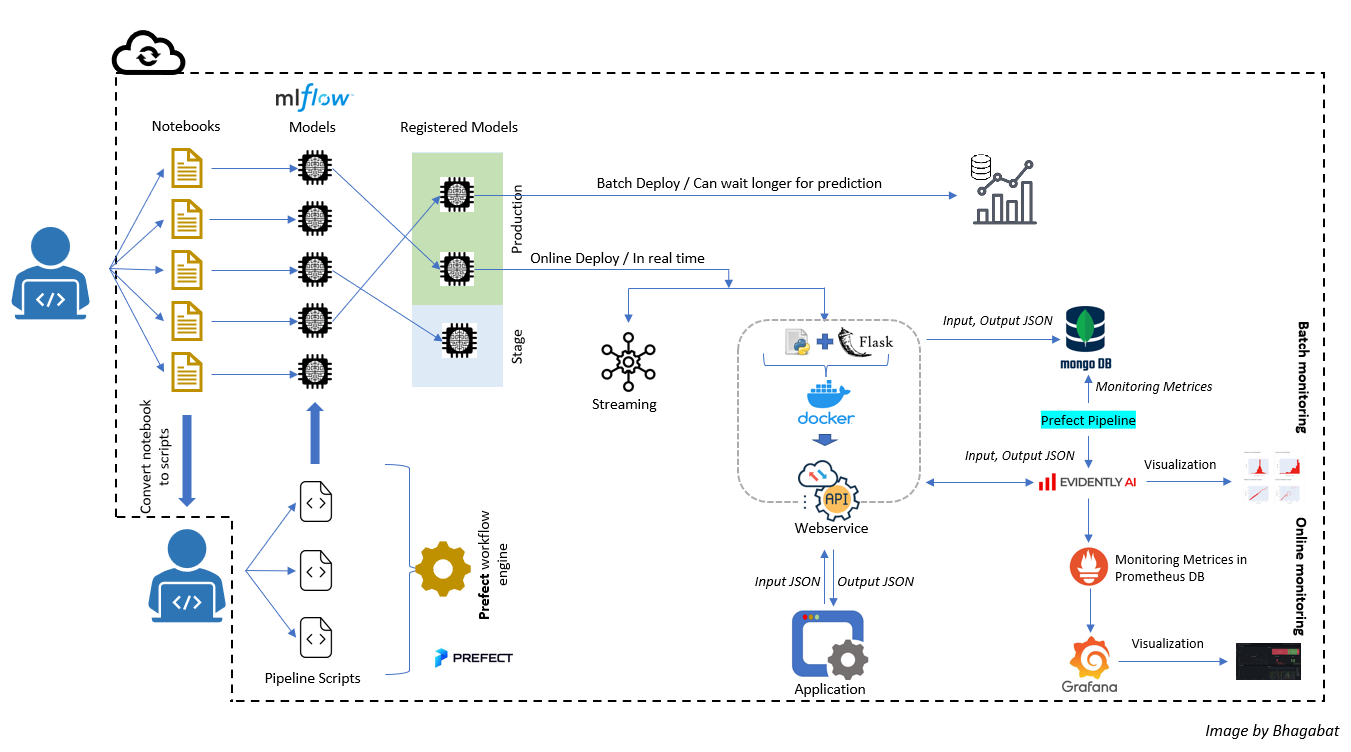 mlflow
Notebooks
Models
Registered Models
Production
Stage
Batch Deploy / Can wait longer for prediction
Online Deploy / In real time
Streaming
Flask
docker
API
Webservice
Input JSON
Output JSON
Application
Input, Output JSON
mongo DB
Monitoring Metrices
Prefect Pipeline
Input, Output JSON
EVIDENTLY AI
Visualization
Batch monitoring
Online monitoring
Monitoring Metrices in
Prometheus DB
Grafana
Visualization
Convert notebook
to scripts
Pipeline Scripts
Prefect workflow
engine
PREFECT
Image by Bhagabat